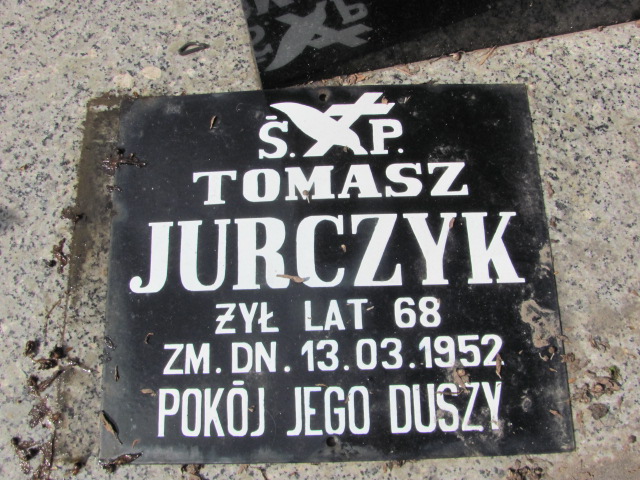 Ś. P.
TOMASZ
JURCZYK
ŻYŁ LAT 68
ZM. DN. 13.03.1952
POKÓJ JEGO DUSZY